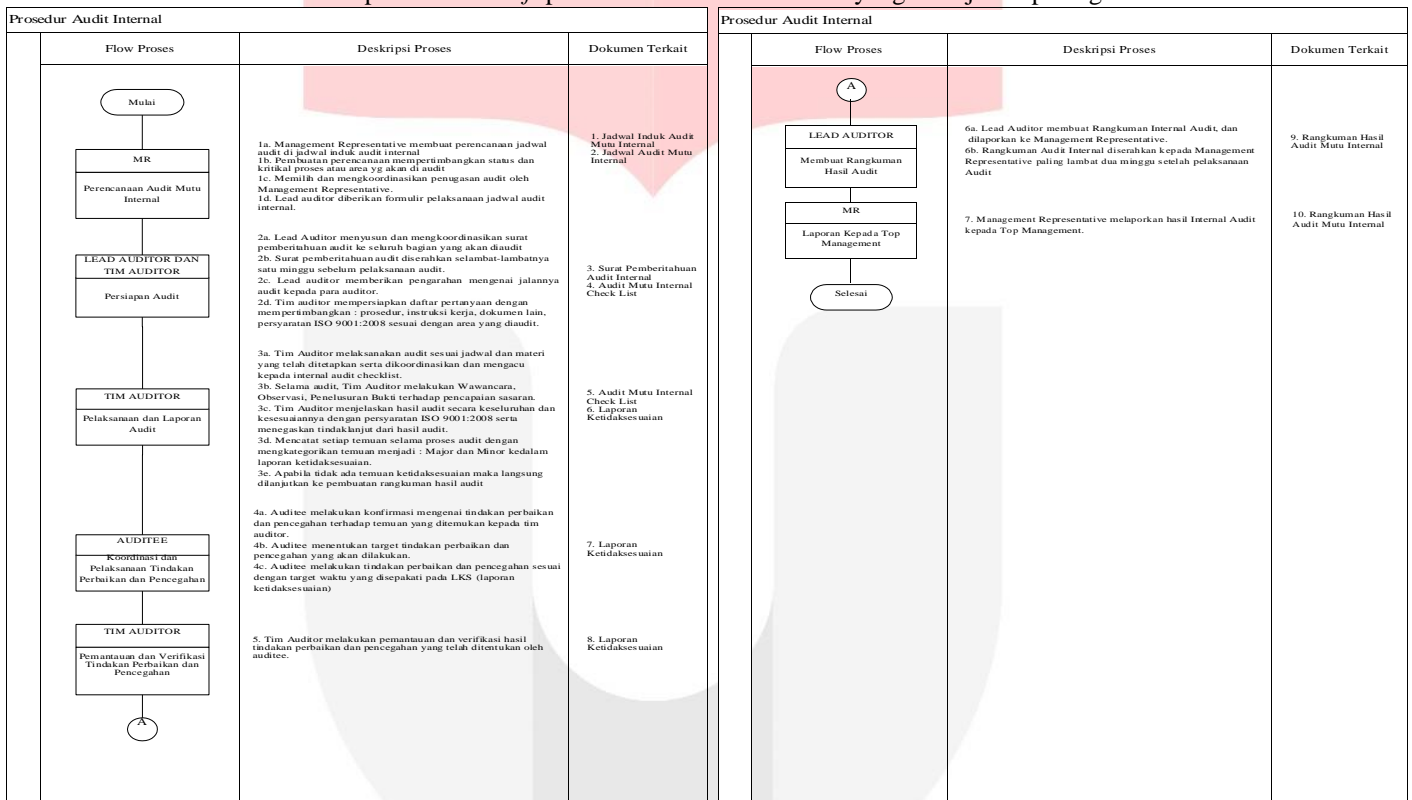 Prosedur Audit Internal
Flow Proses
Deskripsi Proses
Dokumen Terkait
Mulai
MR
Perencanaan Audit Mutu
Internal
1a. Management Representative membuat perencanaan jadwal
audit di jadwal induk audit internal
1b. Pembuatan perencanaan mempertimbangkan status dan
kritikal proses atau area yg akan di audit
1c. Memilih dan mengkoordinasikan penugasan audit oleh
Management Representative.
1d. Lead auditor diberikan formulir pelaksanaan jadwal audit
internal.
1. Jadwal Induk Audit
Mutu Internal
2. Jadwal Audit Mutu
Internal
LEAD AUDITOR DAN
TIM AUDITOR
Persiapan Audit
2a. Lead Auditor menyusun dan mengkoordinasikan surat
pemberitahuan audit ke seluruh bagian yang akan diaudit
2b. Surat pemberitahuan audit diserahkan selambat-lambatnya
satu minggu sebelum pelaksanaan audit.
2c. Lead auditor memberikan pengarahan mengenai jalannya
audit kepada para auditor.
2d. Tim auditor mempersiapkan daftar pertanyaan dengan
mempertimbangkan : prosedur, instruksi kerja, dokumen lain,
persyaratan ISO 9001:2008 sesuai dengan area yang diaudit.
3. Surat Pemberitahuan
Audit Internal
4. Audit Mutu Internal
Check List
TIM AUDITOR
Pelaksanaan dan Laporan
Audit
3a. Tim Auditor melaksanakan audit sesuai jadwal dan materi
yang telah ditetapkan serta dikoordinasikan dan mengacu
kepada internal audit checklist.
3b. Selama audit, Tim Auditor melakukan Wawancara,
Observasi, Penelusuran Bukti terhadap pencapaian sasaran.
3c. Tim Auditor menjelaskan hasil audit secara keseluruhan dan
kesesuaiannya dengan persyaratan ISO 9001:2008 serta
menegaskan tindaklanjut dari hasil audit.
3d. Mencatat setiap temuan selama proses audit dengan
mengkategorikan temuan menjadi : Major dan Minor kedalam
laporan ketidaksesuaian.
3e. Apabila tidak ada temuan ketidaksesuaian maka langsung
dilanjutkan ke pembuatan rangkuman hasil audit
5. Audit Mutu Internal
Check List
6. Laporan
Ketidaksesuaian
AUDITEE
Koordinasi dan
Pelaksanaan Tindakan
Perbaikan dan Pencegahan
4a. Auditee melakukan konfirmasi mengenai tindakan perbaikan
dan pencegahan terhadap temuan yang ditemukan kepada tim
auditor.
4b. Auditee menentukan target tindakan perbaikan dan
pencegahan yang akan dilakukan.
4c. Auditee melakukan tindakan perbaikan dan pencegahan sesuai
dengan target waktu yang disepakati pada LKS (laporan
ketidaksesuaian)
7. Laporan
Ketidaksesuaian
TIM AUDITOR
Pemantauan dan Verifikasi
Tindakan Perbaikan dan
Pencegahan
5. Tim Auditor melakukan pemantauan dan verifikasi hasil
tindakan perbaikan dan pencegahan yang telah ditentukan oleh
auditee.
8. Laporan
Ketidaksesuaian
A
Prosedur Audit Internal
Flow Proses
Deskripsi Proses
Dokumen Terkait
A
LEAD AUDITOR
Membuat Rangkuman
Hasil Audit
6a. Lead Auditor membuat Rangkuman Internal Audit, dan
dilaporkan ke Management Representative.
6b. Rangkuman Audit Internal diserahkan kepada Management
Representative paling lambat dua minggu setelah pelaksanaan
Audit
9. Rangkuman Hasil
Audit Mutu Internal
MR
Laporan Kepada Top
Management
7. Management Representative melaporkan hasil Internal Audit
kepada Top Management.
10. Rangkuman Hasil
Audit Mutu Internal
Selesai